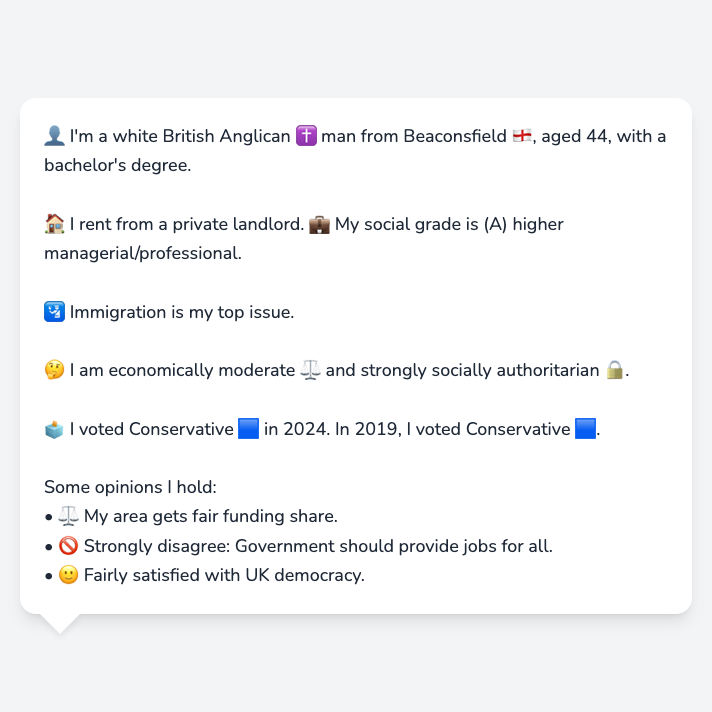 👤 I'm a white British Anglican ✝️ man from Beaconsfield 🏴󠁧󠁢󠁥󠁮󠁧󠁿, aged 44, with a
bachelor's degree.
🏠 I rent from a private landlord. 💼 My social grade is (A) higher
managerial/professional.
🛂 Immigration is my top issue.
🤔 I am economically moderate ⚖️ and strongly socially authoritarian 🔒.
🗳️ I voted Conservative 🟦 in 2024. In 2019, I voted Conservative 🟦.
Some opinions I hold:
• ⚖️ My area gets fair funding share.
• 🚫 Strongly disagree: Government should provide jobs for all.
• 🙂 Fairly satisfied with UK democracy.